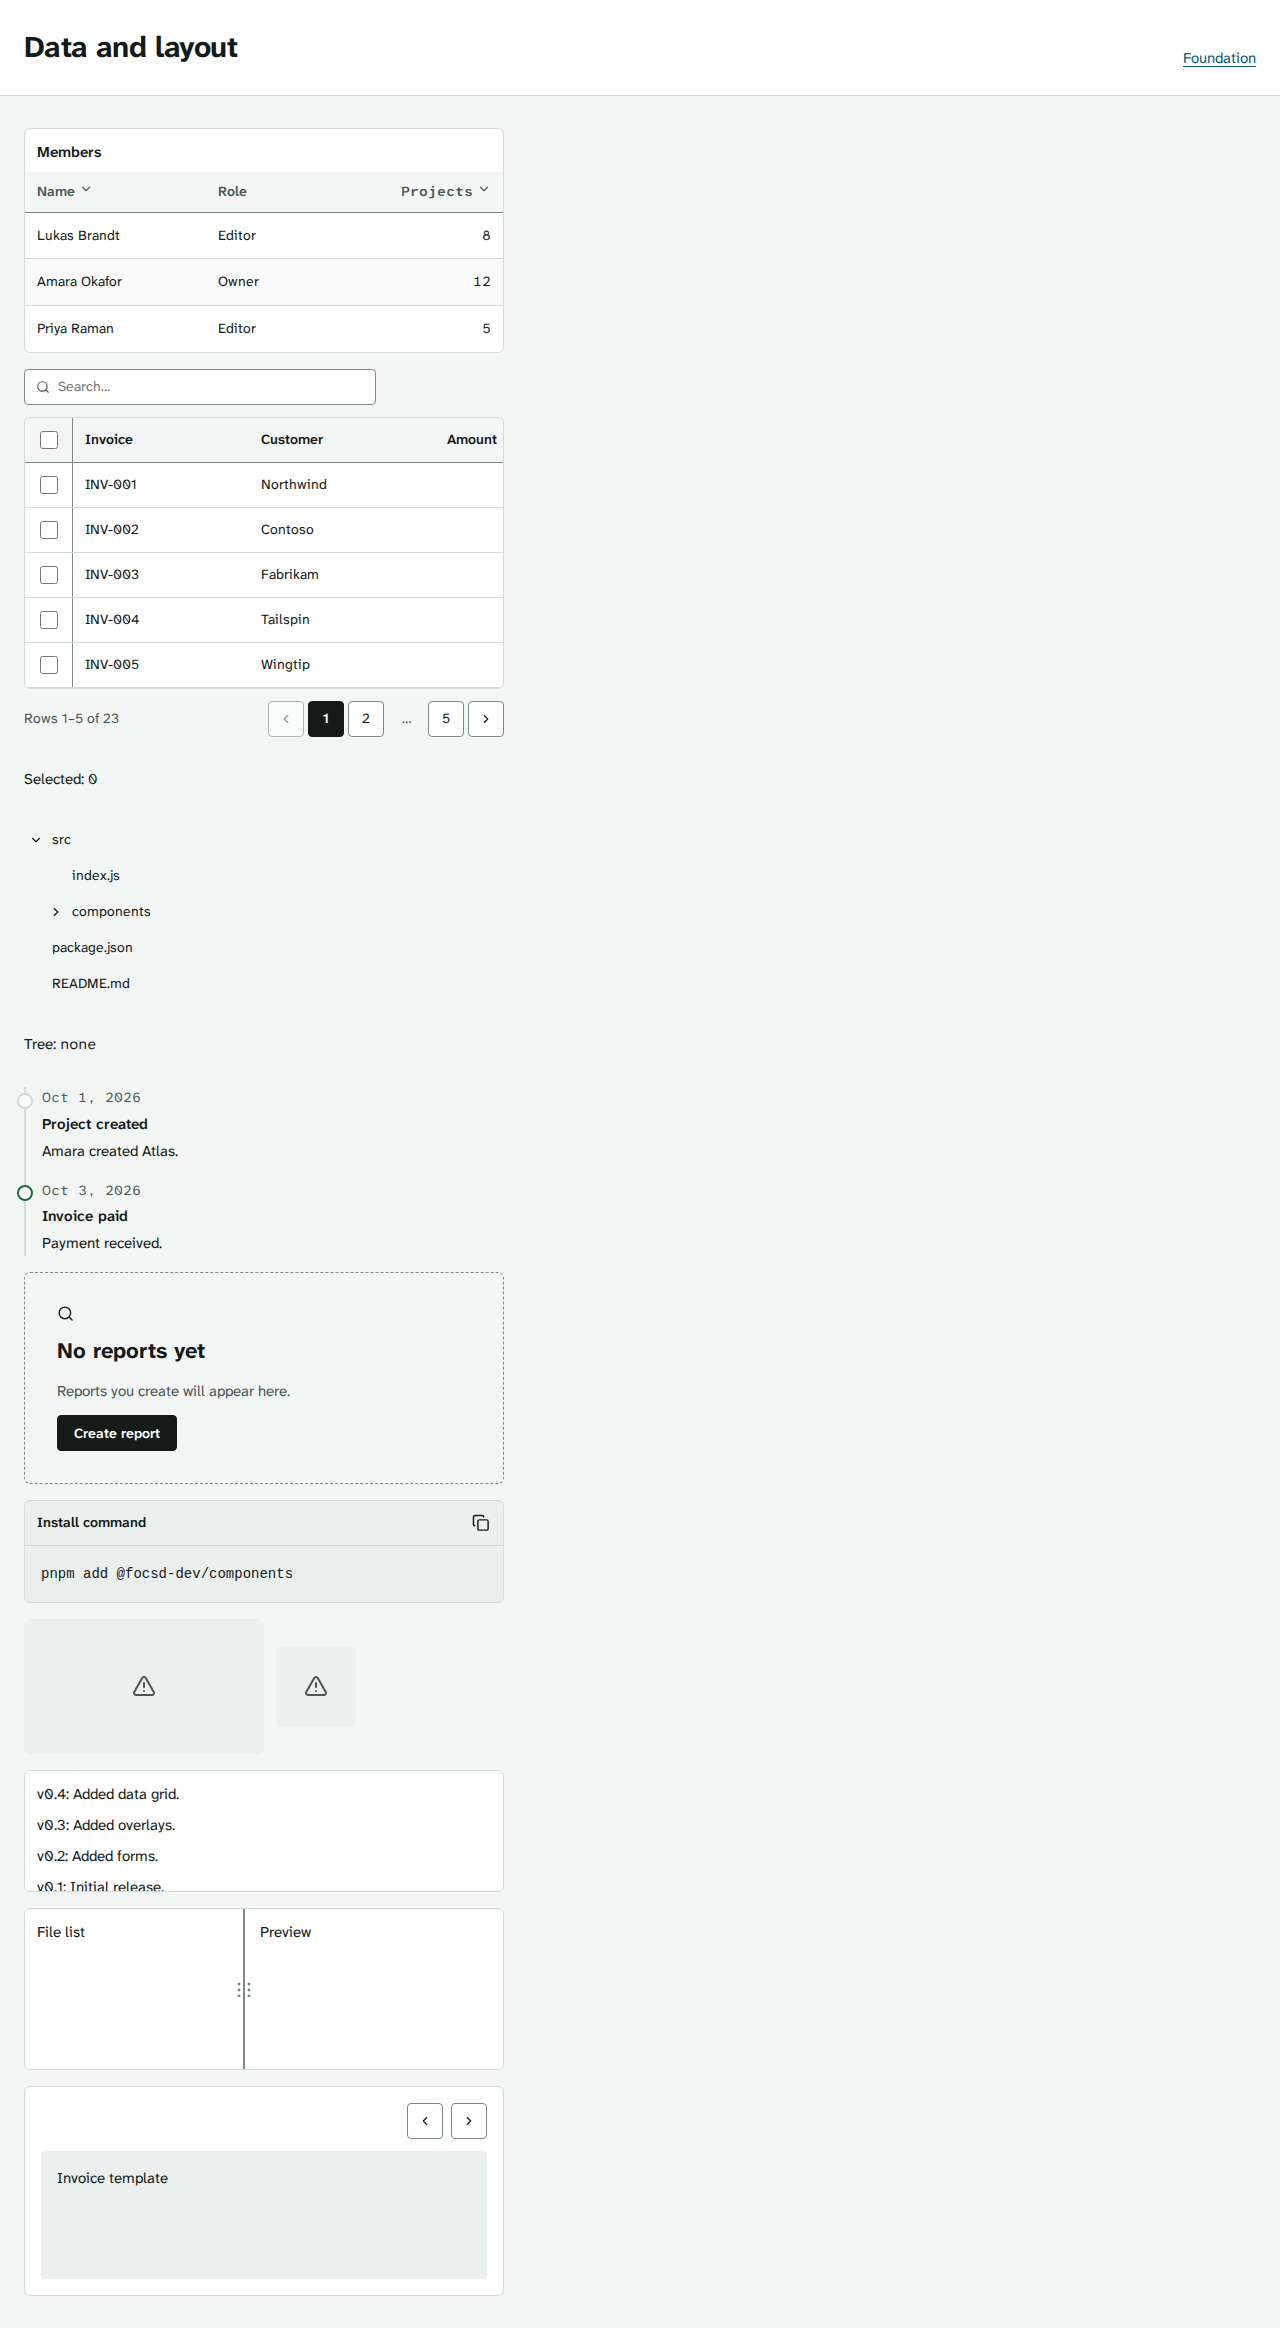 Data and layout
Foundation
Members
Name Role Projects
Lukas Brandt Editor 8
Amara Okafor Owner 12
Priya Raman Editor 5
Search...
Invoice Customer Amount
INV-001 Northwind
INV-002 Contoso
INV-003 Fabrikam
INV-004 Tailspin
INV-005 Wingtip
Rows 1–5 of 23 1 2 ... 5
Selected: 0
src
index.js
components
package.json
README.md
Tree: none
Oct 1, 2026
Project created
Amara created Atlas.
Oct 3, 2026
Invoice paid
Payment received.
No reports yet
Reports you create will appear here.
Create report
Install command
pnpm add @focsd-dev/components
v0.4: Added data grid.
v0.3: Added overlays.
v0.2: Added forms.
v0.1: Initial release.
File list Preview
Invoice template